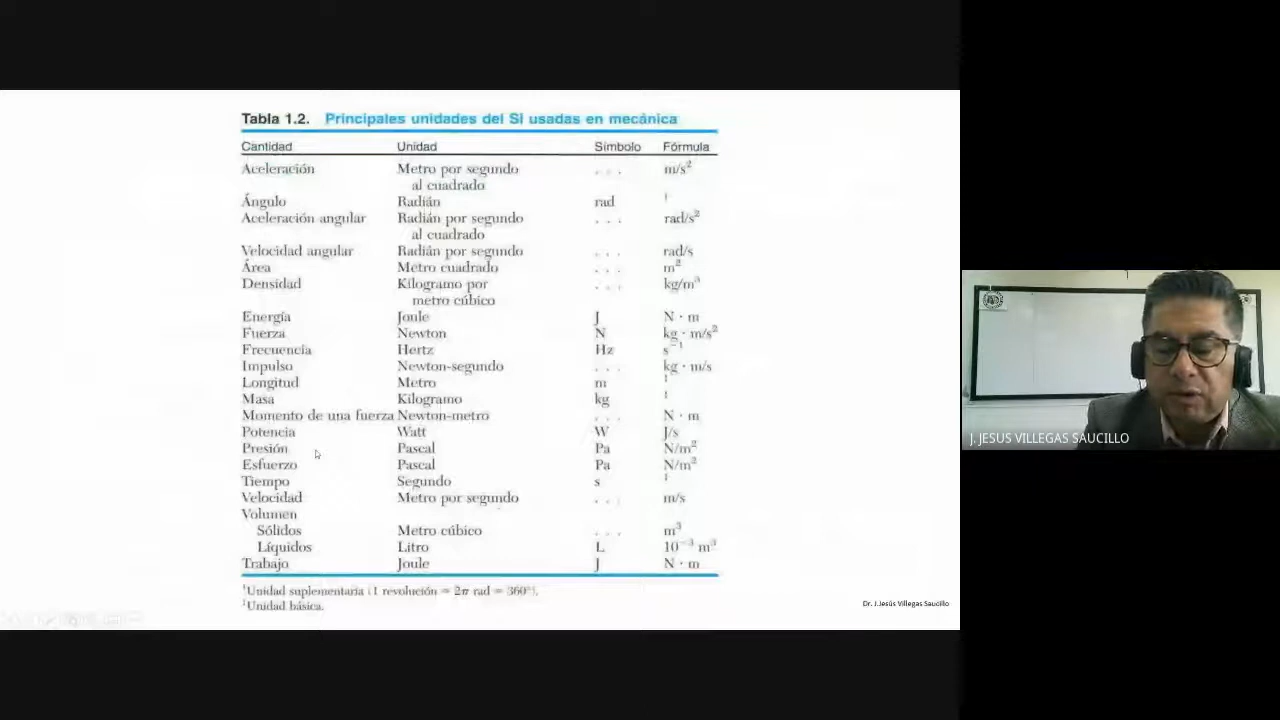 Tabla 1.2. Principales unidades del SI usadas en mecánica
Cantidad Unidad Símbolo Fórmula
Aceleración Metro por segundo . . . m/s²
al cuadrado
Ángulo Radián rad ¹
Aceleración angular Radián por segundo . . . rad/s²
al cuadrado
Velocidad angular Radián por segundo . . . rad/s
Área Metro cuadrado . . . m²
Densidad Kilogramo por . . . kg/m³
metro cúbico
Energía Joule J N · m
Fuerza Newton N kg · m/s²
Frecuencia Hertz Hz s⁻¹
Impulso Newton-segundo . . . kg · m/s
Longitud Metro m ‡
Masa Kilogramo kg ‡
Momento de una fuerza Newton-metro . . . N · m
Potencia Watt W J/s
Presión Pascal Pa N/m²
Esfuerzo Pascal Pa N/m²
Tiempo Segundo s ‡
Velocidad Metro por segundo . . . m/s
Volumen
Sólidos Metro cúbico . . . m³
Líquidos Litro L 10⁻³ m³
Trabajo Joule J N · m
Unidad suplementaria (1 revolución = 2π rad = 360°).
Unidad básica.
Dr. J.Jesús Villegas Saucillo
J. JESUS VILLEGAS SAUCILLO